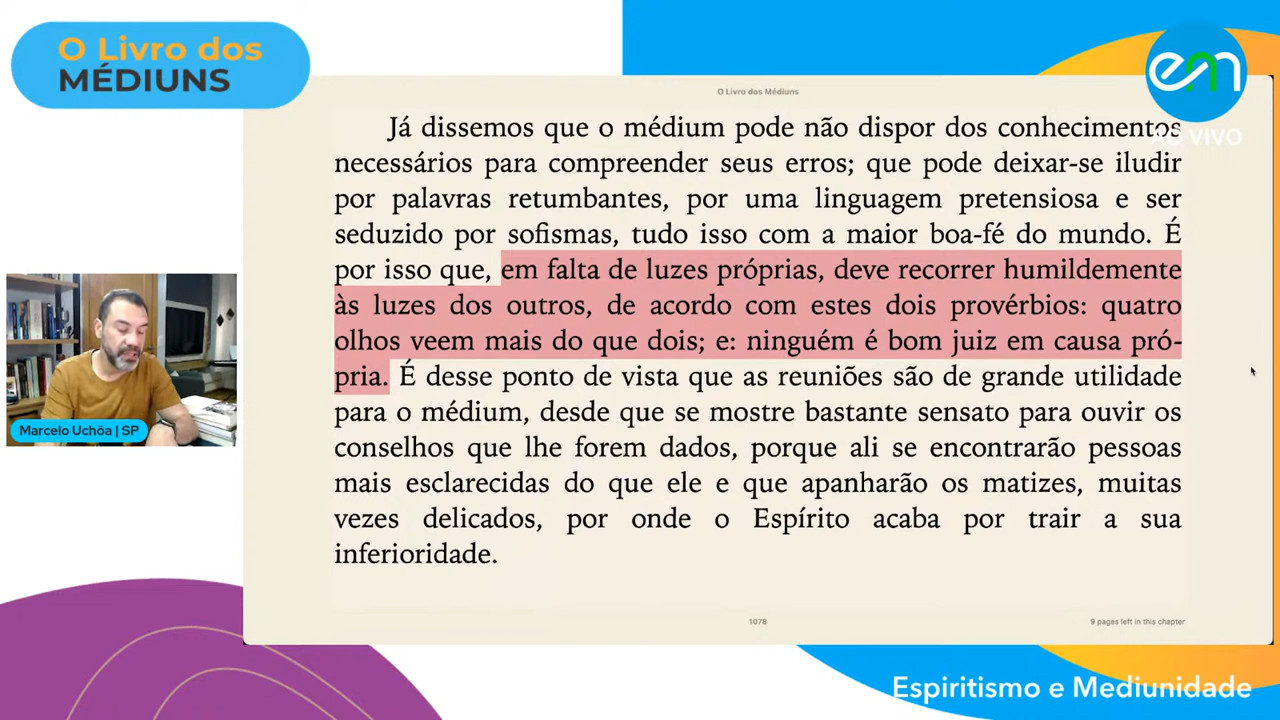 O Livro dos
MÉDIUNS
em
AO VIVO
O Livro dos Médiuns
Já dissemos que o médium pode não dispor dos conhecimentos
necessários para compreender seus erros; que pode deixar-se iludir
por palavras retumbantes, por uma linguagem pretensiosa e ser
seduzido por sofismas, tudo isso com a maior boa-fé do mundo. É
por isso que, em falta de luzes próprias, deve recorrer humildemente
às luzes dos outros, de acordo com estes dois provérbios: quatro
olhos veem mais do que dois; e: ninguém é bom juiz em causa pró-
pria. É desse ponto de vista que as reuniões são de grande utilidade
para o médium, desde que se mostre bastante sensato para ouvir os
conselhos que lhe forem dados, porque ali se encontrarão pessoas
mais esclarecidas do que ele e que apanharão os matizes, muitas
vezes delicados, por onde o Espírito acaba por trair a sua
inferioridade.
1078
9 pages left in this chapter
Marcelo Uchôa | SP
Espiritismo e Mediunidade